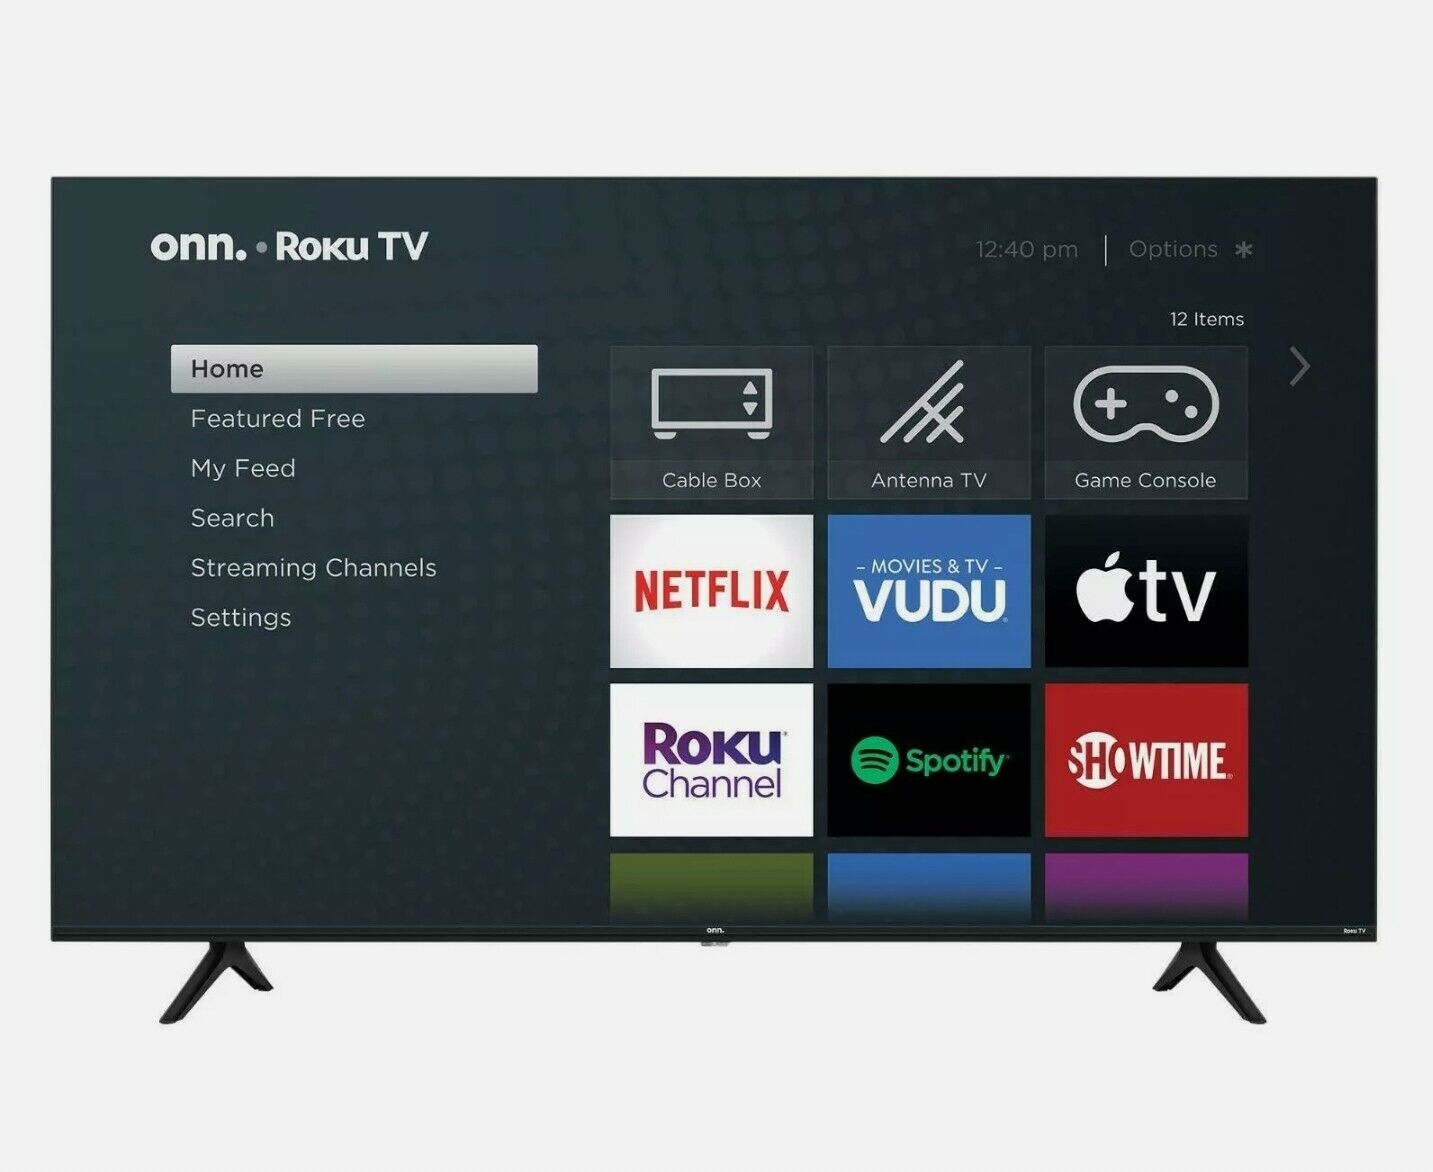 onn. • Roku TV
12:40 pm | Options *
12 Items
Home
Featured Free
My Feed
Search
Streaming Channels
Settings
Cable Box
Antenna TV
Game Console
NETFLIX
– MOVIES & TV –
VUDU
tv
Roku
Channel
Spotify
SHOWTIME
onn.
Roku TV